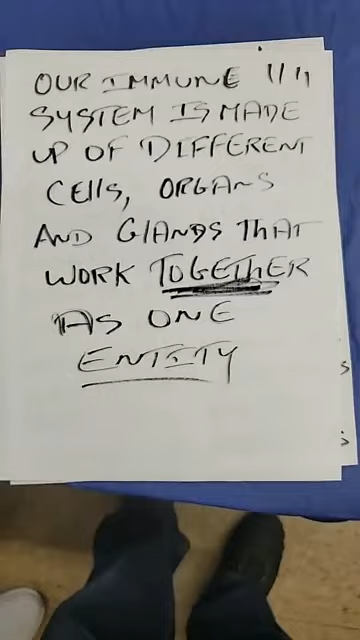 OUR IMMUNE
SYSTEM IS MADE
UP OF DIFFERENT
CELLS, ORGANS
AND GLANDS THAT
WORK TOGETHER
AS ONE
ENTITY